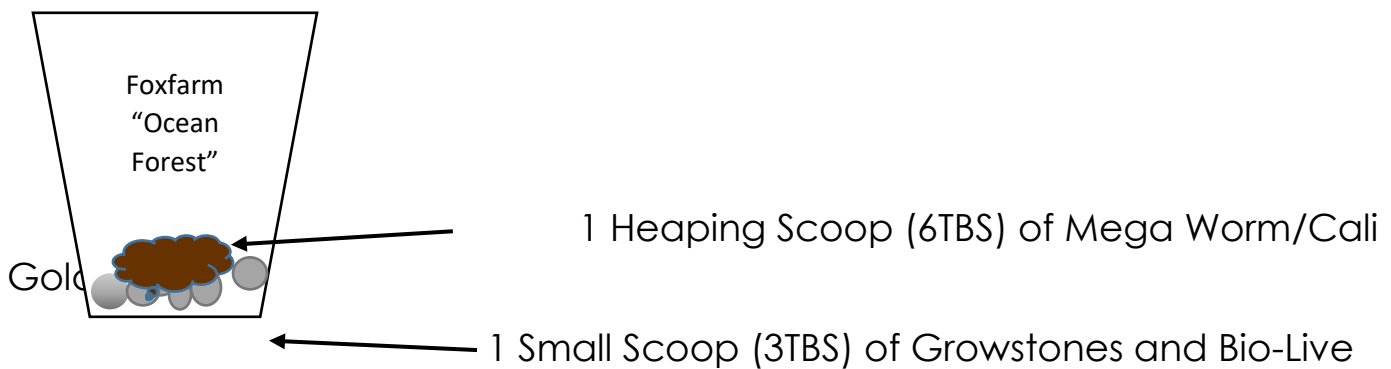 Foxfarm
“Ocean
Forest”
1 Heaping Scoop (6TBS) of Mega Worm/Cali
Gold
1 Small Scoop (3TBS) of Growstones and Bio-Live